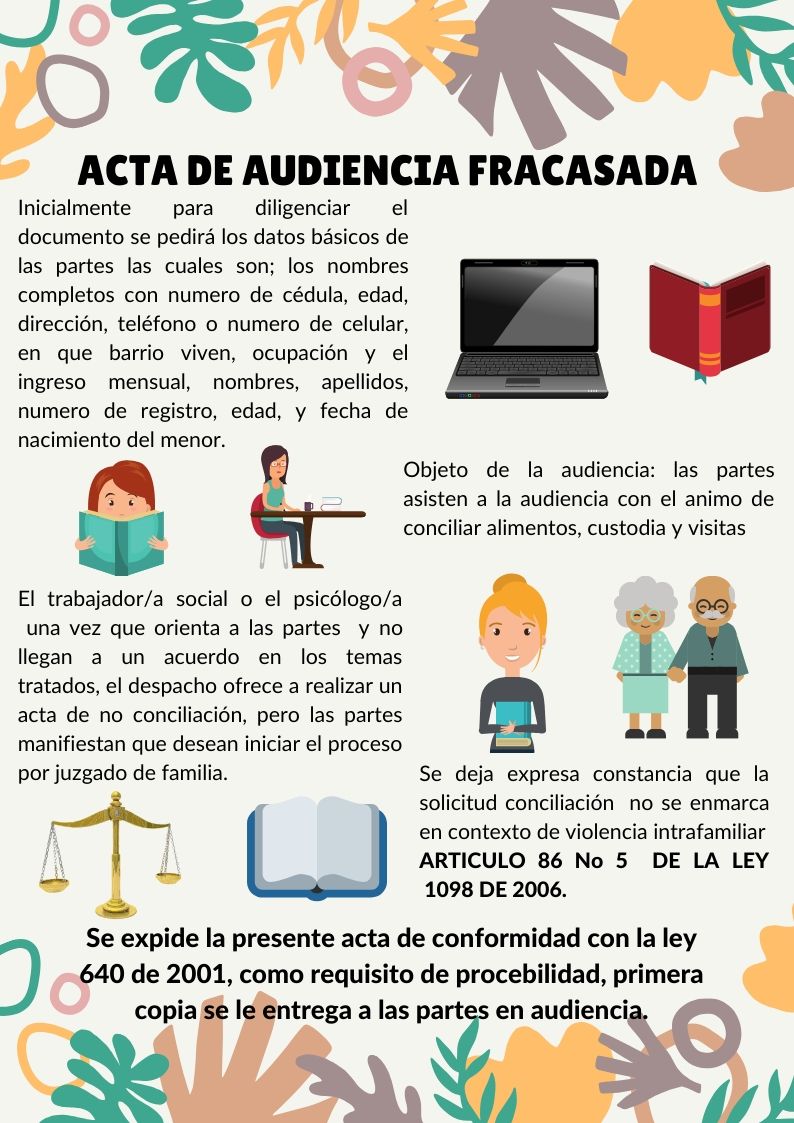 ACTA DE AUDIENCIA FRACASADA
Inicialmente para diligenciar el
documento se pedirá los datos básicos de
las partes las cuales son; los nombres
completos con numero de cédula, edad,
dirección, teléfono o numero de celular,
en que barrio viven, ocupación y el
ingreso mensual, nombres, apellidos,
numero de registro, edad, y fecha de
nacimiento del menor.
Objeto de la audiencia: las partes
asisten a la audiencia con el animo de
conciliar alimentos, custodia y visitas
El trabajador/a social o el psicólogo/a
una vez que orienta a las partes y no
llegan a un acuerdo en los temas
tratados, el despacho ofrece a realizar un
acta de no conciliación, pero las partes
manifiestan que desean iniciar el proceso
por juzgado de familia.
Se deja expresa constancia que la
solicitud conciliación no se enmarca
en contexto de violencia intrafamiliar
ARTICULO 86 No 5 DE LA LEY
1098 DE 2006.
Se expide la presente acta de conformidad con la ley
640 de 2001, como requisito de procebilidad, primera
copia se le entrega a las partes en audiencia.